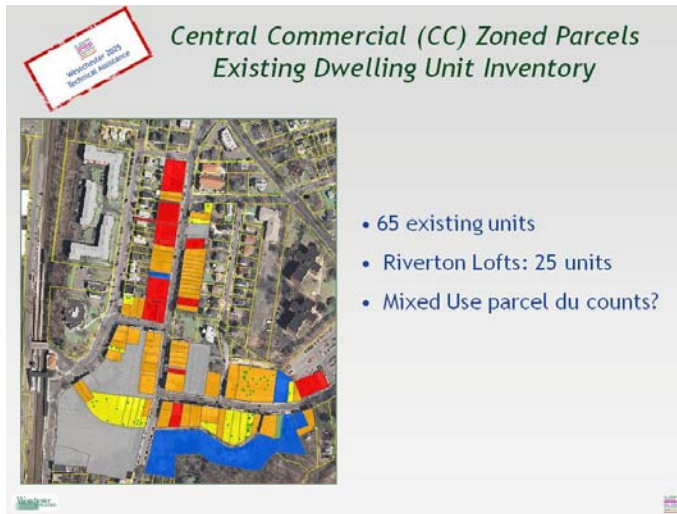 Westchester 2025
Technical Assistance
Central Commercial (CC) Zoned Parcels
Existing Dwelling Unit Inventory
• 65 existing units
• Riverton Lofts: 25 units
• Mixed Use parcel du counts?
Westchester